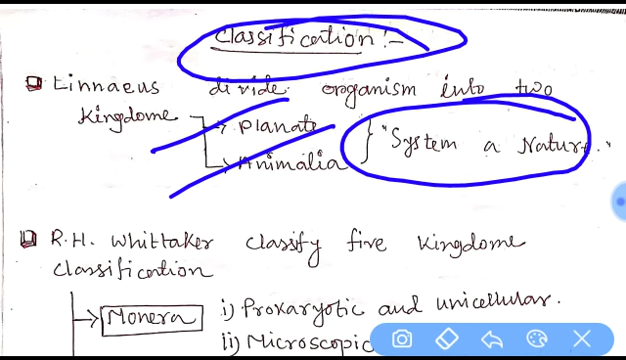 Classification :-
Linnaeus divide organism into two
Kingdome → Planate
→ Animalia } "System a Nature."
R.H. Whittaker classify five Kingdome
classification
→ Monera i) Prokaryotic and unicellular.
ii) Microscopic